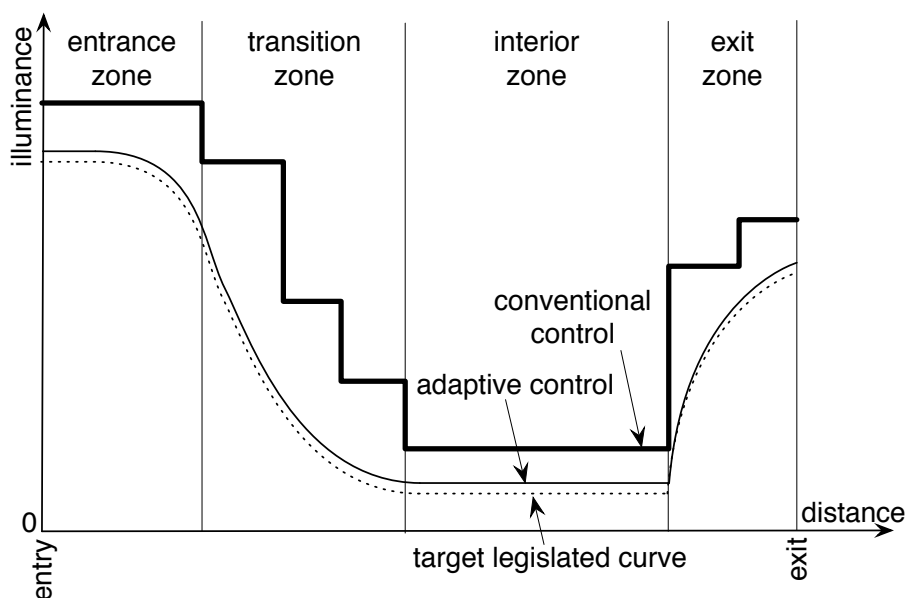 illuminance
entrance
zone
transition
zone
interior
zone
exit
zone
conventional
control
adaptive control
0
distance
target legislated curve
entry
exit